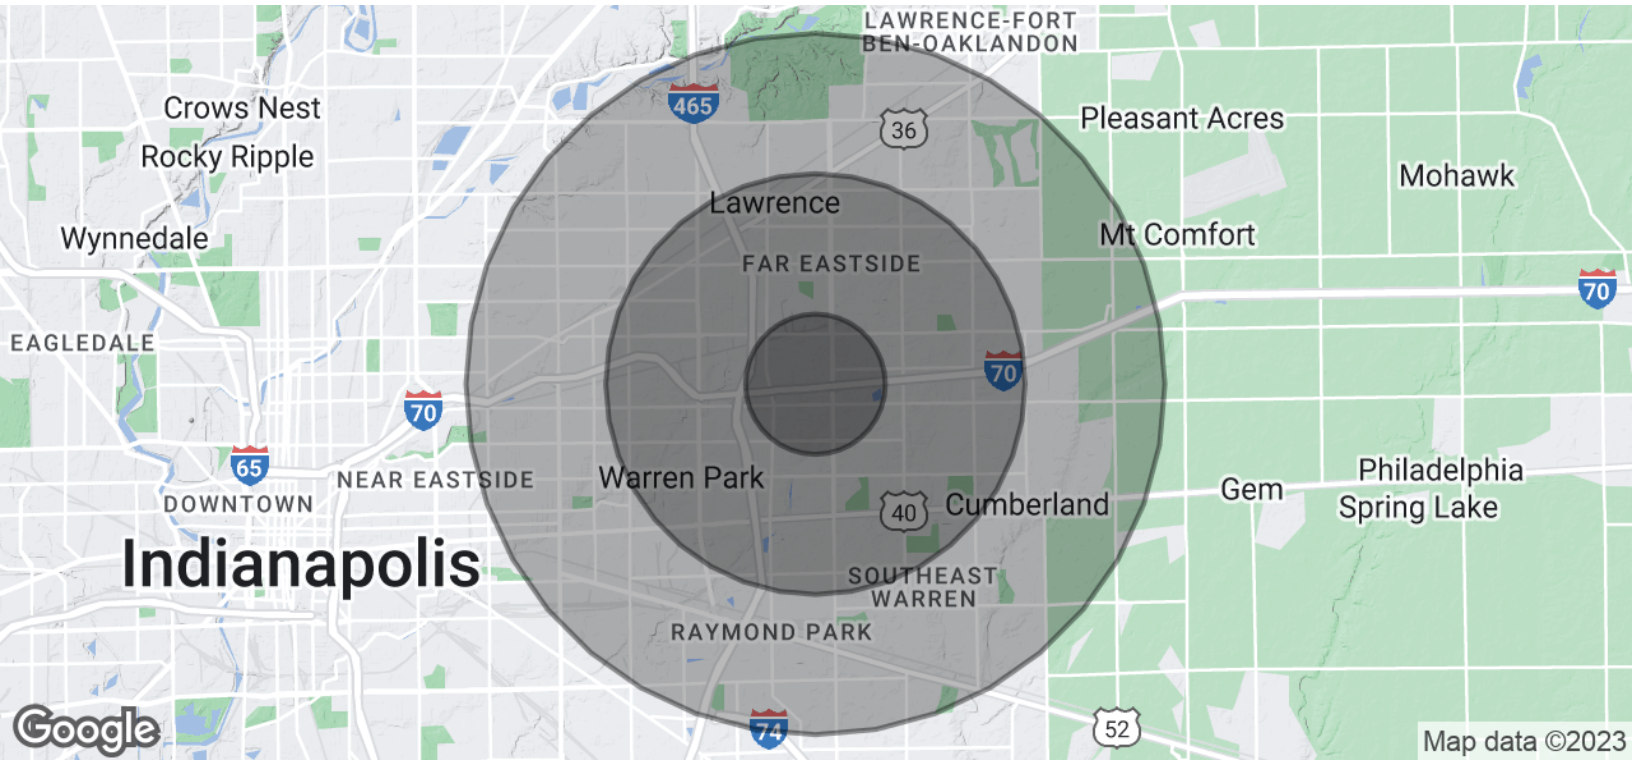 LAWRENCE-FORT
BEN-OAKLANDON
465
36
Crows Nest
Pleasant Acres
Rocky Ripple
Mohawk
Lawrence
Wynnedale
Mt Comfort
FAR EASTSIDE
70
EAGLEDALE
70
70
65
NEAR EASTSIDE
Warren Park
DOWNTOWN
40
Cumberland
Gem
Philadelphia
Spring Lake
Indianapolis
SOUTHEAST
WARREN
RAYMOND PARK
Google
74
52
Map data ©2023